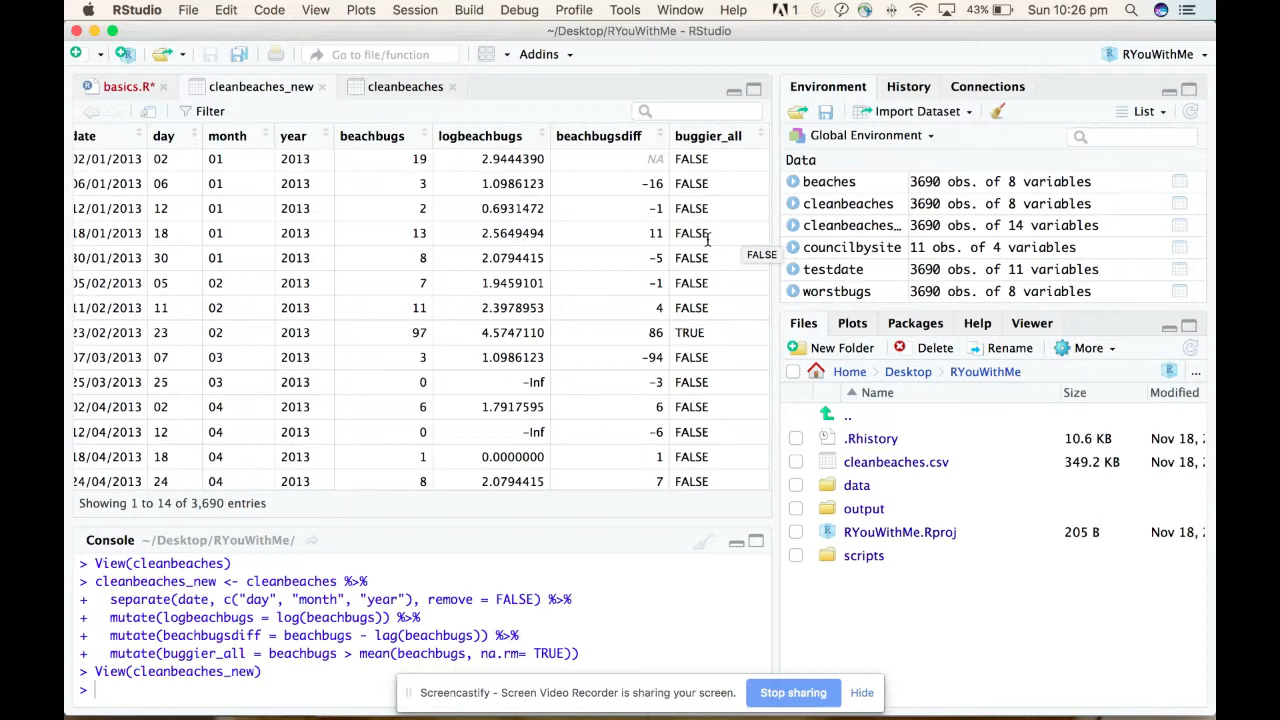 RStudio File Edit Code View Plots Session Build Debug Profile Tools Window Help 1 43% Sun 10:26 pm
~/Desktop/RYouWithMe - RStudio
Go to file/function Addins RYouWithMe
basics.R* cleanbeaches_new cleanbeaches
Filter
date day month year beachbugs logbeachbugs beachbugsdiff buggier_all
02/01/2013 02 01 2013 19 2.9444390 NA FALSE
06/01/2013 06 01 2013 3 1.0986123 -16 FALSE
12/01/2013 12 01 2013 2 0.6931472 -1 FALSE
18/01/2013 18 01 2013 13 2.5649494 11 FALSE
FALSE
30/01/2013 30 01 2013 8 2.0794415 -5 FALSE
05/02/2013 05 02 2013 7 1.9459101 -1 FALSE
11/02/2013 11 02 2013 11 2.3978953 4 FALSE
23/02/2013 23 02 2013 97 4.5747110 86 TRUE
07/03/2013 07 03 2013 3 1.0986123 -94 FALSE
25/03/2013 25 03 2013 0 -Inf -3 FALSE
02/04/2013 02 04 2013 6 1.7917595 6 FALSE
12/04/2013 12 04 2013 0 -Inf -6 FALSE
18/04/2013 18 04 2013 1 0.0000000 1 FALSE
24/04/2013 24 04 2013 8 2.0794415 7 FALSE
Showing 1 to 14 of 3,690 entries
Console ~/Desktop/RYouWithMe/
> View(cleanbeaches)
> cleanbeaches_new <- cleanbeaches %>%
+ separate(date, c("day", "month", "year"), remove = FALSE) %>%
+ mutate(logbeachbugs = log(beachbugs)) %>%
+ mutate(beachbugsdiff = beachbugs - lag(beachbugs)) %>%
+ mutate(buggier_all = beachbugs > mean(beachbugs, na.rm= TRUE))
> View(cleanbeaches_new)
>
Environment History Connections
Import Dataset List
Global Environment
Data
beaches 3690 obs. of 8 variables
cleanbeaches 3690 obs. of 8 variables
cleanbeaches… 3690 obs. of 14 variables
councilbysite 11 obs. of 4 variables
testdate 3690 obs. of 11 variables
worstbugs 3690 obs. of 8 variables
Files Plots Packages Help Viewer
New Folder Delete Rename More
Home Desktop RYouWithMe ...
Name Size Modified
..
.Rhistory 10.6 KB Nov 18, 2
cleanbeaches.csv 349.2 KB Nov 18, 2
data
output
RYouWithMe.Rproj 205 B Nov 18, 2
scripts
Screencastify - Screen Video Recorder is sharing your screen. Stop sharing Hide